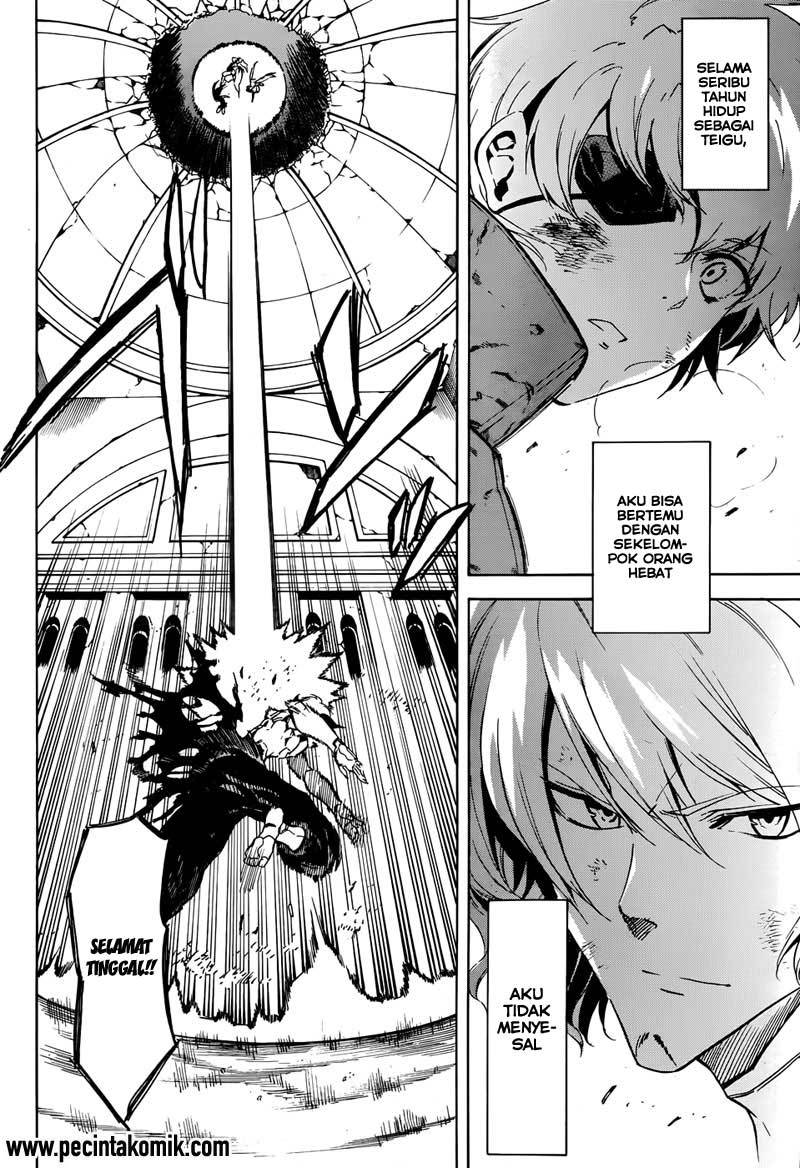 SELAMA
SERIBU
TAHUN
HIDUP
SEBAGAI
TEIGU,
AKU BISA
BERTEMU
DENGAN
SEKELOM-
POK ORANG
HEBAT
AKU
TIDAK
MENYE-
SAL
SELAMAT
TINGGAL!!
www.pecintakomik.com